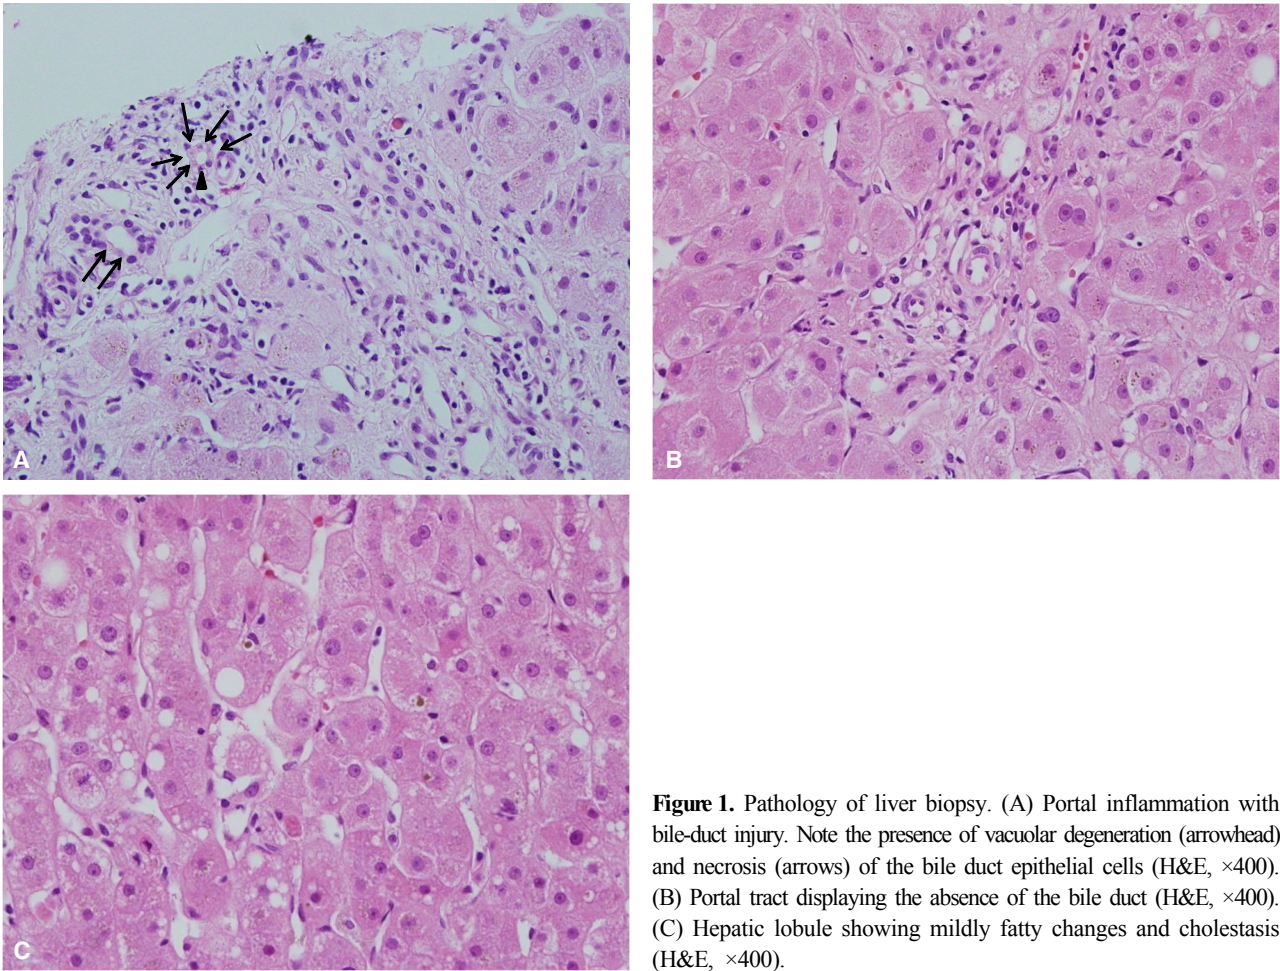 A
B
C
Figure 1. Pathology of liver biopsy. (A) Portal inflammation with
bile-duct injury. Note the presence of vacuolar degeneration (arrowhead)
and necrosis (arrows) of the bile duct epithelial cells (H&E, ×400).
(B) Portal tract displaying the absence of the bile duct (H&E, ×400).
(C) Hepatic lobule showing mildly fatty changes and cholestasis
(H&E, ×400).